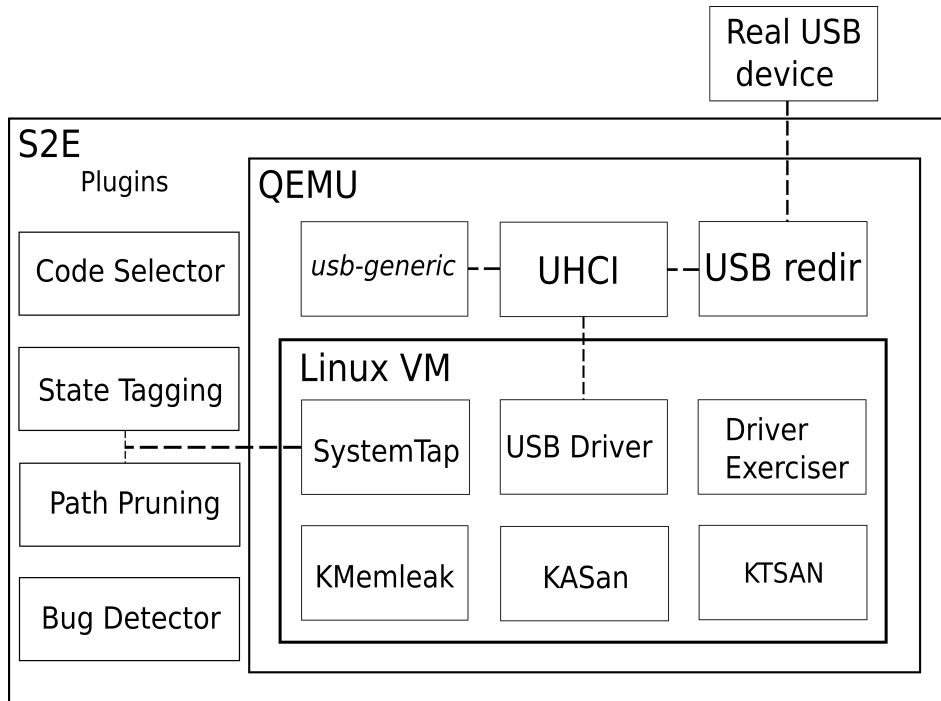 Real USB
device
S2E
Plugins
QEMU
Code Selector
usb-generic
UHCI
USB redir
Linux VM
State Tagging
SystemTap
USB Driver
Driver
Exerciser
Path Pruning
KMemleak
KASan
KTSAN
Bug Detector